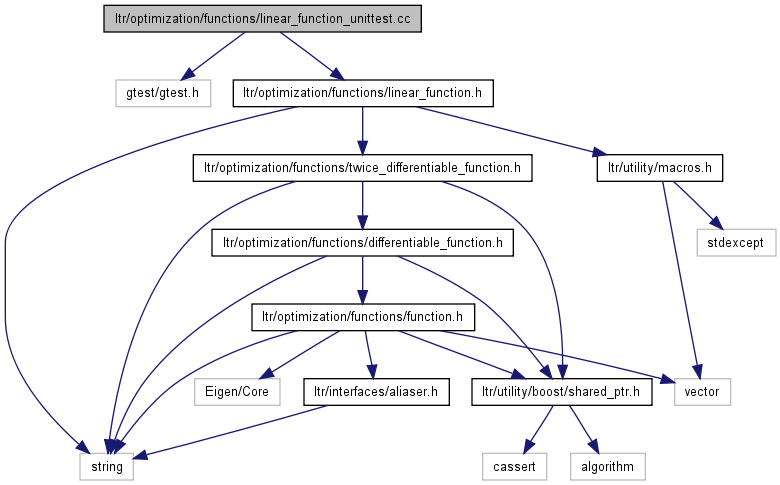 ltr/optimization/functions/linear_function_unittest.cc
gtest/gtest.h
ltr/optimization/functions/linear_function.h
ltr/optimization/functions/twice_differentiable_function.h
ltr/utility/macros.h
ltr/optimization/functions/differentiable_function.h
stdexcept
ltr/optimization/functions/function.h
Eigen/Core
ltr/interfaces/aliaser.h
ltr/utility/boost/shared_ptr.h
vector
string
cassert
algorithm